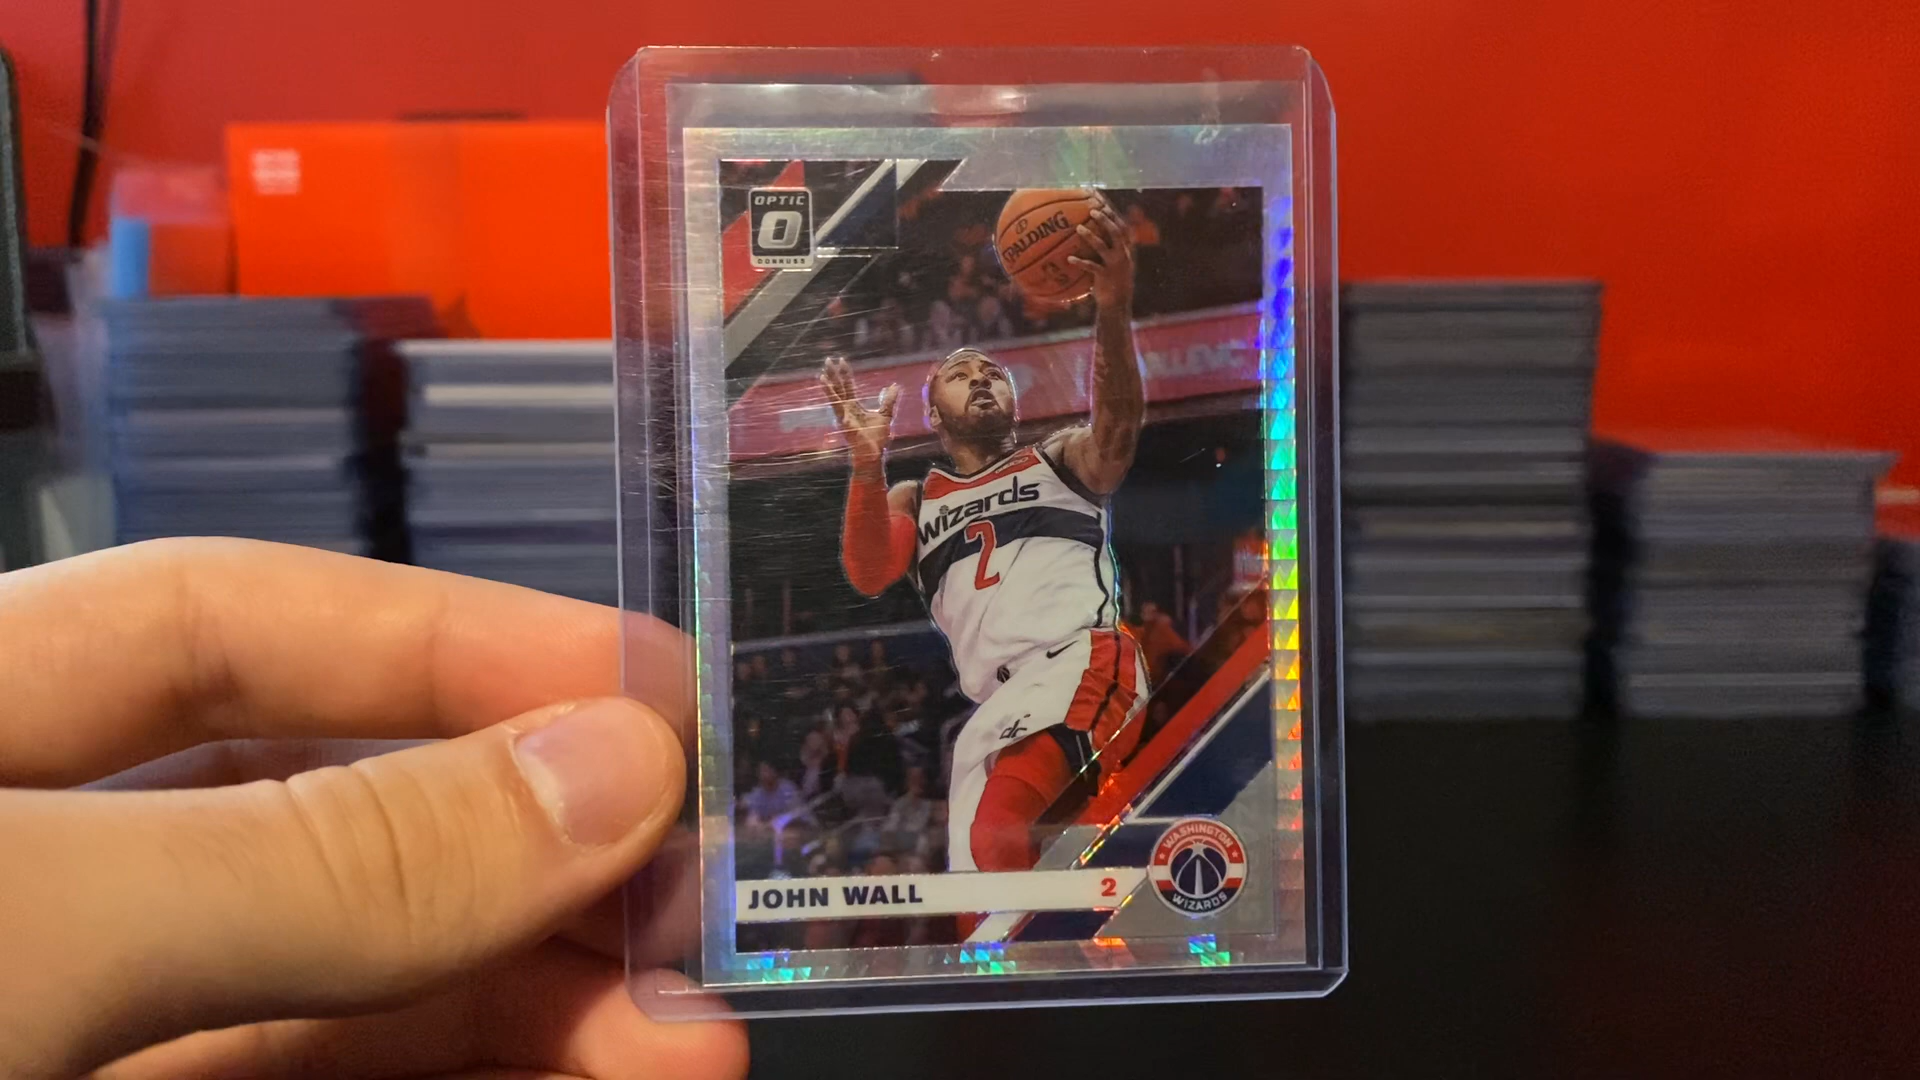 OPTIC
DONRUSS
SPALDING
wizards
2
JOHN WALL
2
WASHINGTON
WIZARDS